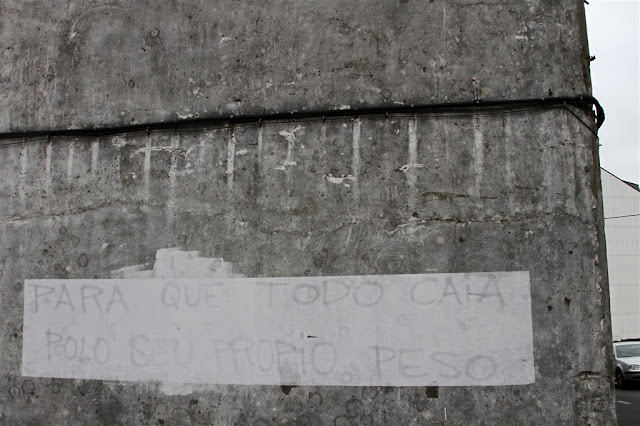 PARA QUE TODO CAIA
POLO SEU PROPIO PESO